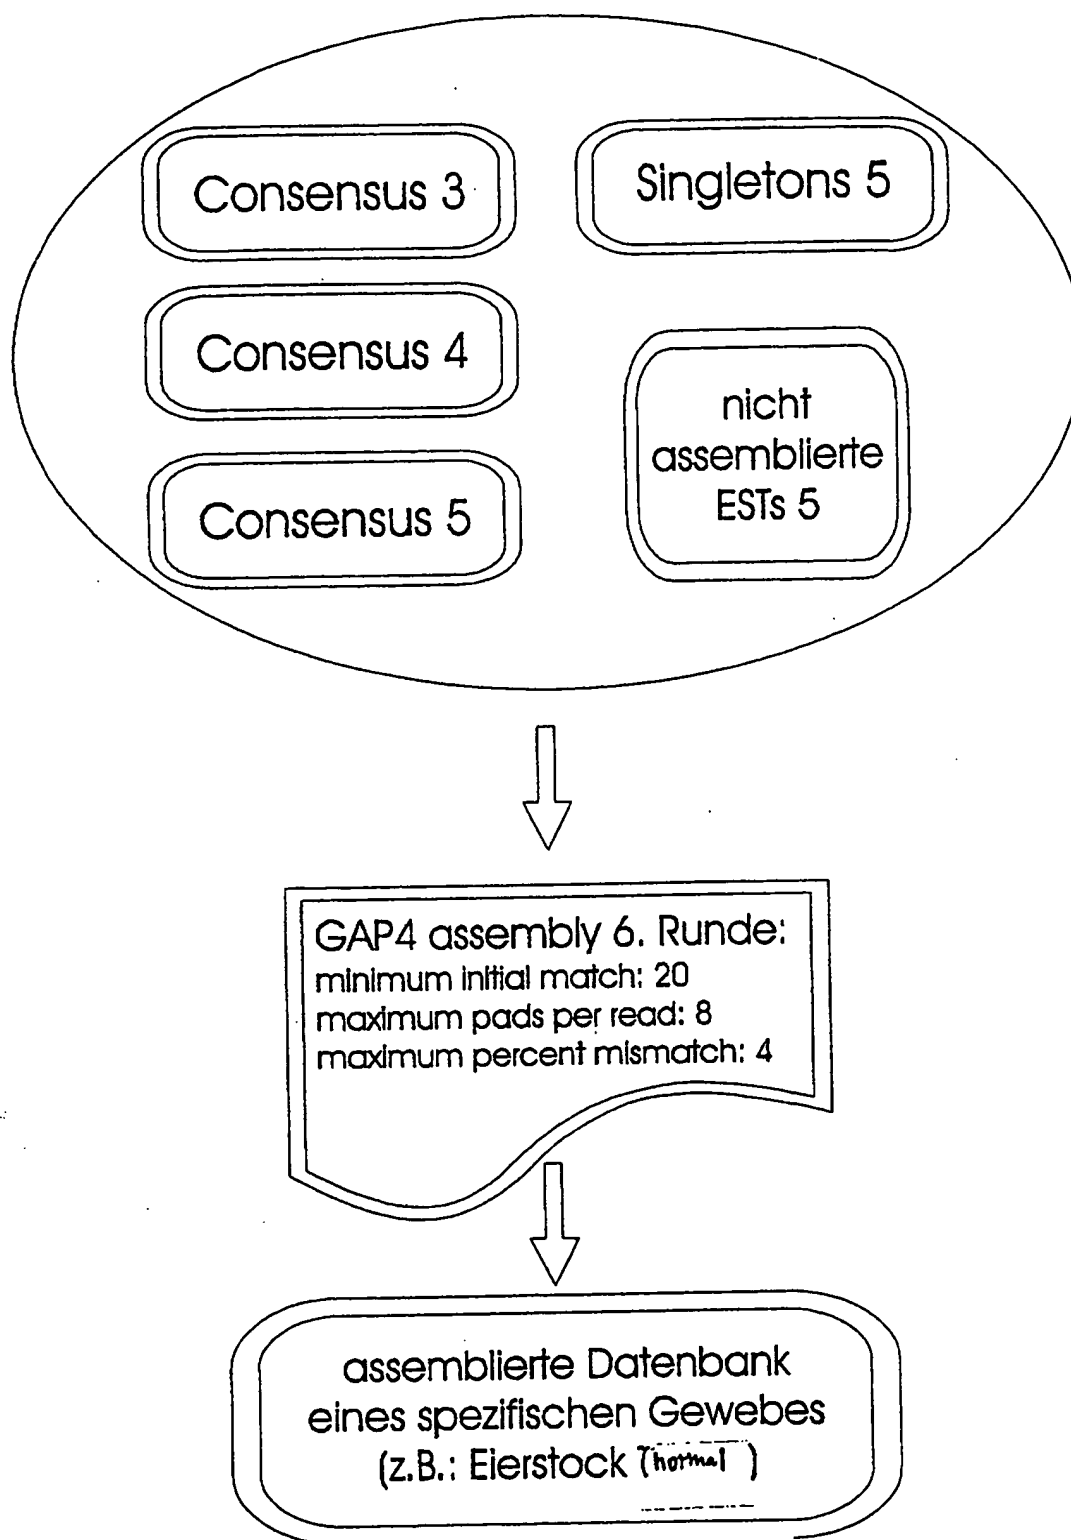 Consensus 3
Singletons 5
Consensus 4
nicht
assemblierte
ESTs 5
Consensus 5
GAP4 assembly 6. Runde:
minimum initial match: 20
maximum pads per read: 8
maximum percent mismatch: 4
assemblierte Datenbank
eines spezifischen Gewebes
(z.B.: Eierstock (normal )